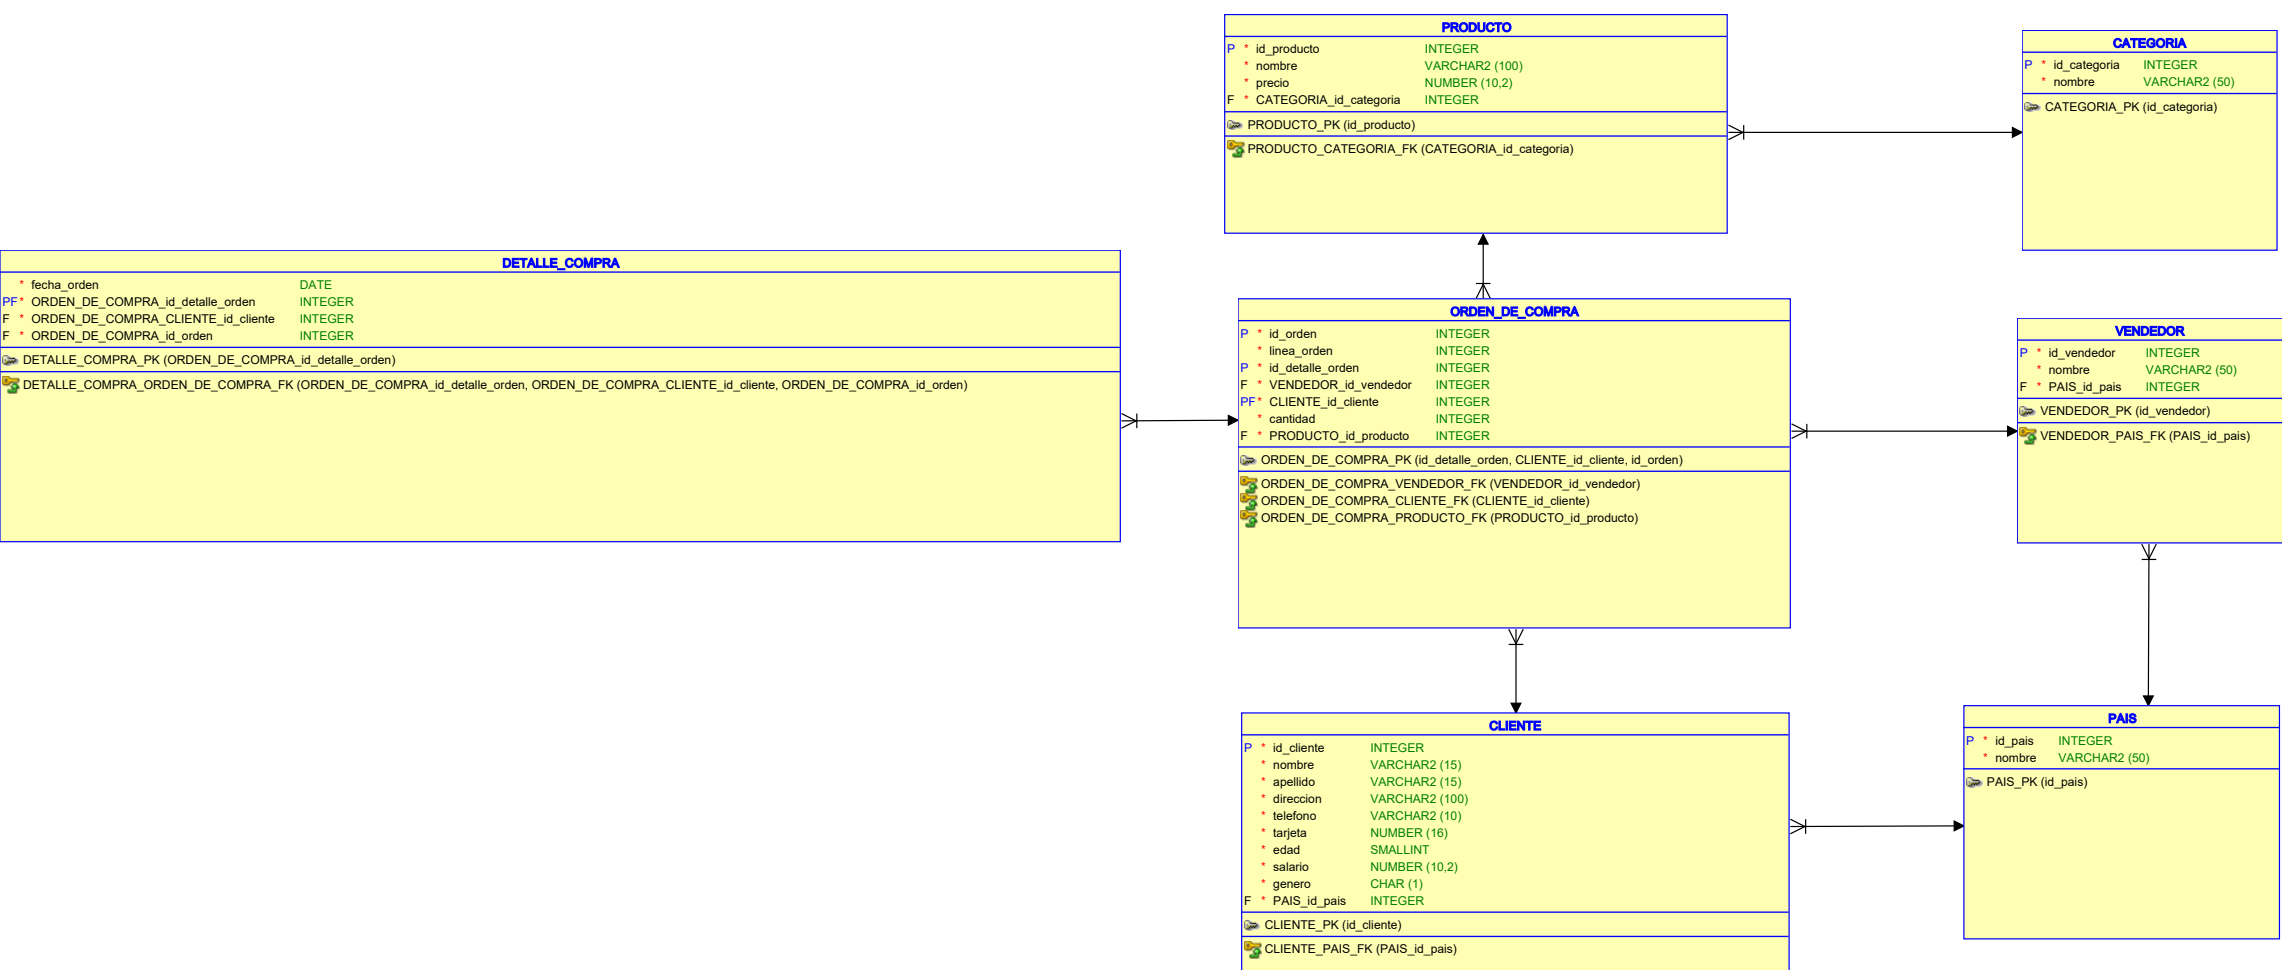 PRODUCTO
P * id_producto INTEGER
* nombre VARCHAR2 (100)
* precio NUMBER (10,2)
F * CATEGORIA_id_categoria INTEGER
PRODUCTO_PK (id_producto)
PRODUCTO_CATEGORIA_FK (CATEGORIA_id_categoria)
CATEGORIA
P * id_categoria INTEGER
* nombre VARCHAR2 (50)
CATEGORIA_PK (id_categoria)
DETALLE_COMPRA
* fecha_orden DATE
PF* ORDEN_DE_COMPRA_id_detalle_orden INTEGER
F * ORDEN_DE_COMPRA_CLIENTE_id_cliente INTEGER
F * ORDEN_DE_COMPRA_id_orden INTEGER
DETALLE_COMPRA_PK (ORDEN_DE_COMPRA_id_detalle_orden)
DETALLE_COMPRA_ORDEN_DE_COMPRA_FK (ORDEN_DE_COMPRA_id_detalle_orden, ORDEN_DE_COMPRA_CLIENTE_id_cliente, ORDEN_DE_COMPRA_id_orden)
ORDEN_DE_COMPRA
P * id_orden INTEGER
* linea_orden INTEGER
P * id_detalle_orden INTEGER
F * VENDEDOR_id_vendedor INTEGER
PF* CLIENTE_id_cliente INTEGER
* cantidad INTEGER
F * PRODUCTO_id_producto INTEGER
ORDEN_DE_COMPRA_PK (id_detalle_orden, CLIENTE_id_cliente, id_orden)
ORDEN_DE_COMPRA_VENDEDOR_FK (VENDEDOR_id_vendedor)
ORDEN_DE_COMPRA_CLIENTE_FK (CLIENTE_id_cliente)
ORDEN_DE_COMPRA_PRODUCTO_FK (PRODUCTO_id_producto)
VENDEDOR
P * id_vendedor INTEGER
* nombre VARCHAR2 (50)
F * PAIS_id_pais INTEGER
VENDEDOR_PK (id_vendedor)
VENDEDOR_PAIS_FK (PAIS_id_pais)
CLIENTE
P * id_cliente INTEGER
* nombre VARCHAR2 (15)
* apellido VARCHAR2 (15)
* direccion VARCHAR2 (100)
* telefono VARCHAR2 (10)
* tarjeta NUMBER (16)
* edad SMALLINT
* salario NUMBER (10,2)
* genero CHAR (1)
F * PAIS_id_pais INTEGER
CLIENTE_PK (id_cliente)
CLIENTE_PAIS_FK (PAIS_id_pais)
PAIS
P * id_pais INTEGER
* nombre VARCHAR2 (50)
PAIS_PK (id_pais)